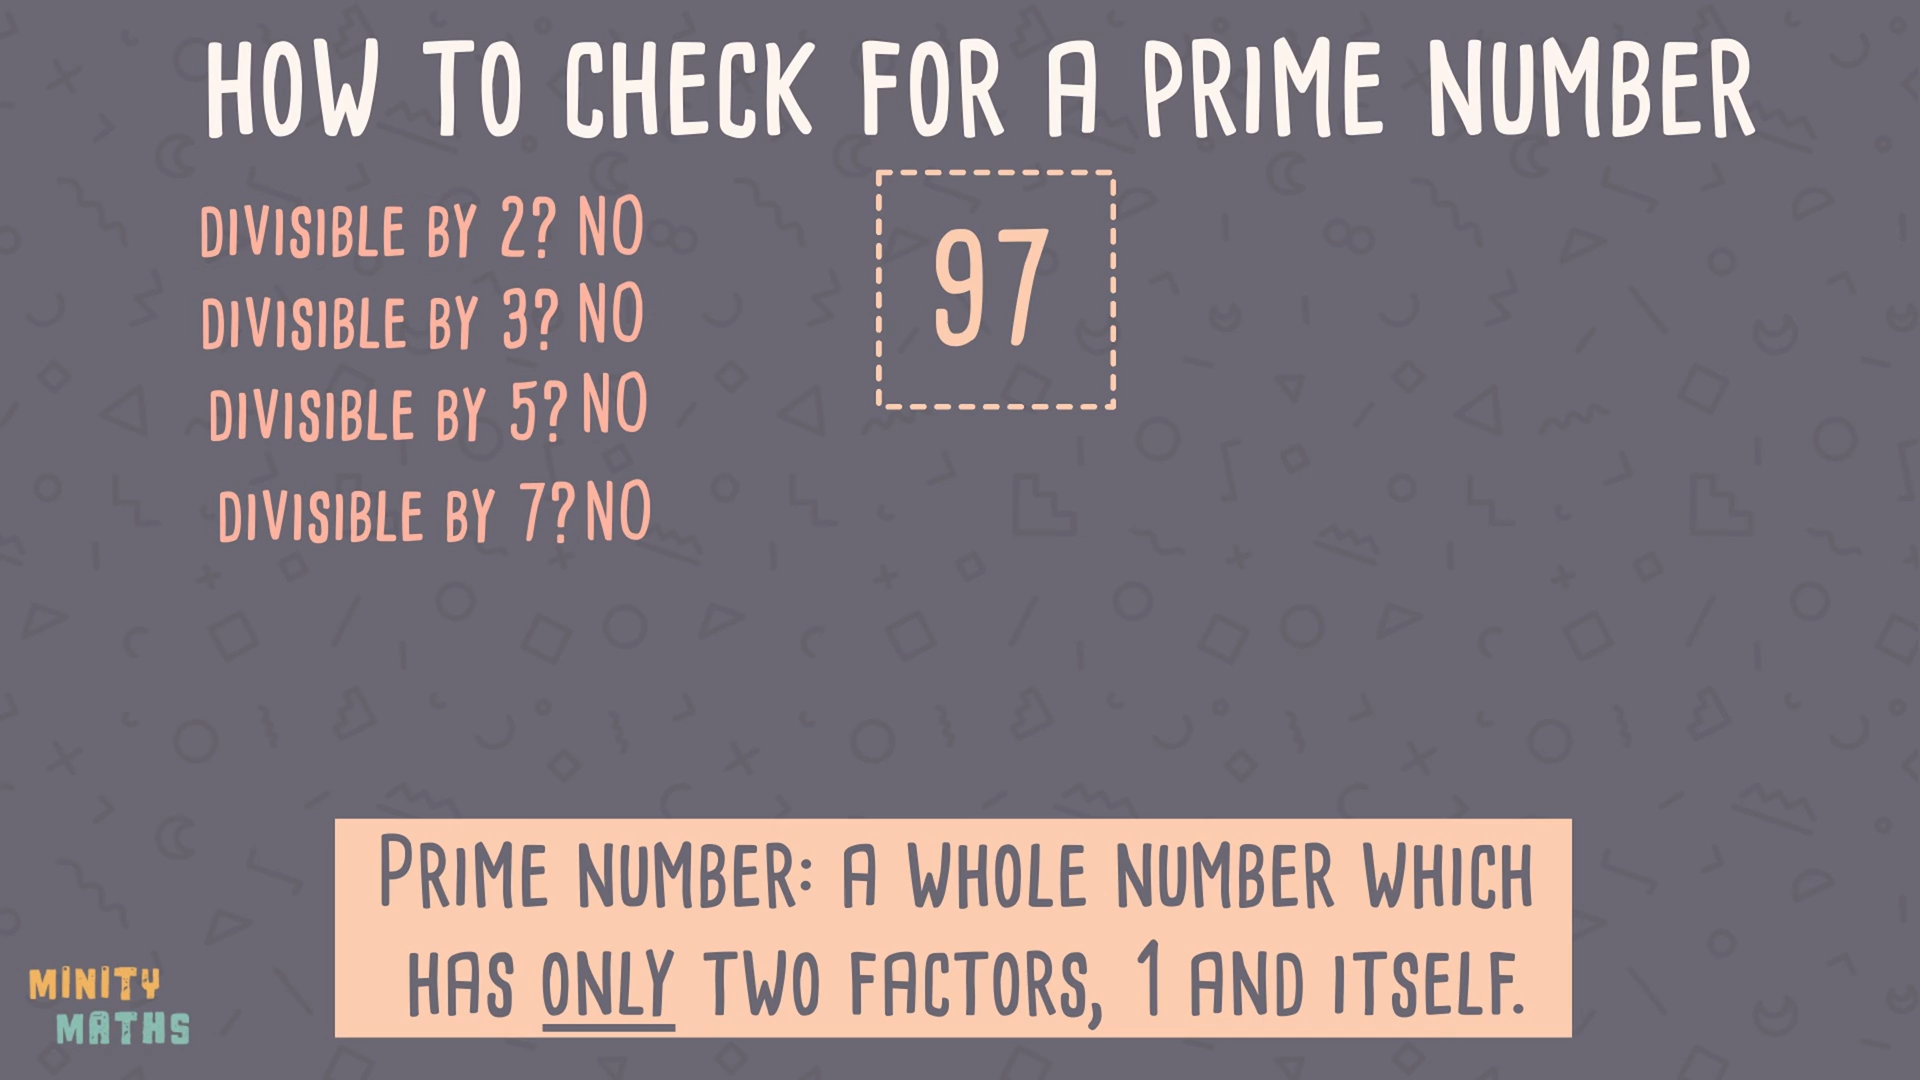 HOW TO CHECK FOR A PRIME NUMBER
DIVISIBLE BY 2? NO
DIVISIBLE BY 3? NO
DIVISIBLE BY 5? NO
DIVISIBLE BY 7? NO
97
PRIME NUMBER: A WHOLE NUMBER WHICH
HAS ONLY TWO FACTORS, 1 AND ITSELF.
MINITY
MATHS